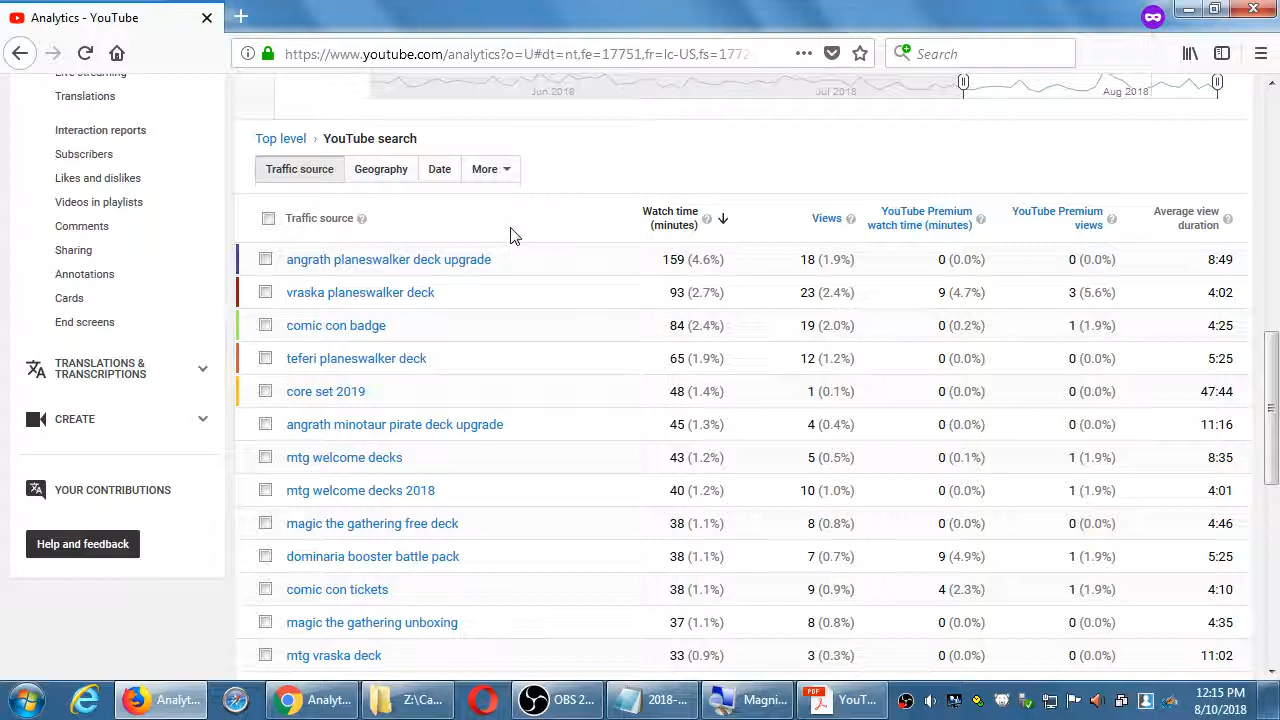 Analytics - YouTube
https://www.youtube.com/analytics?o=U#dt=nt,fe=17751,fr=lc-US,fs=1772
Search
Live streaming
Translations
Interaction reports
Subscribers
Likes and dislikes
Videos in playlists
Comments
Sharing
Annotations
Cards
End screens
TRANSLATIONS &
TRANSCRIPTIONS
CREATE
YOUR CONTRIBUTIONS
Help and feedback
Jun 2018 Jul 2018 Aug 2018
Top level › YouTube search
Traffic source Geography Date More
Traffic source ? Watch time (minutes) ? Views ? YouTube Premium watch time (minutes) ? YouTube Premium views ? Average view duration ?
angrath planeswalker deck upgrade 159 (4.6%) 18 (1.9%) 0 (0.0%) 0 (0.0%) 8:49
vraska planeswalker deck 93 (2.7%) 23 (2.4%) 9 (4.7%) 3 (5.6%) 4:02
comic con badge 84 (2.4%) 19 (2.0%) 0 (0.2%) 1 (1.9%) 4:25
teferi planeswalker deck 65 (1.9%) 12 (1.2%) 0 (0.0%) 0 (0.0%) 5:25
core set 2019 48 (1.4%) 1 (0.1%) 0 (0.0%) 0 (0.0%) 47:44
angrath minotaur pirate deck upgrade 45 (1.3%) 4 (0.4%) 0 (0.0%) 0 (0.0%) 11:16
mtg welcome decks 43 (1.2%) 5 (0.5%) 0 (0.1%) 1 (1.9%) 8:35
mtg welcome decks 2018 40 (1.2%) 10 (1.0%) 0 (0.0%) 1 (1.9%) 4:01
magic the gathering free deck 38 (1.1%) 8 (0.8%) 0 (0.0%) 0 (0.0%) 4:46
dominaria booster battle pack 38 (1.1%) 7 (0.7%) 9 (4.9%) 1 (1.9%) 5:25
comic con tickets 38 (1.1%) 9 (0.9%) 4 (2.3%) 1 (1.9%) 4:10
magic the gathering unboxing 37 (1.1%) 8 (0.8%) 0 (0.0%) 0 (0.0%) 4:35
mtg vraska deck 33 (0.9%) 3 (0.3%) 0 (0.0%) 0 (0.0%) 11:02
Analyt... Analyt... Z:\Ca... OBS 2... 2018-... Magni... PDF YouT...
12:15 PM
8/10/2018